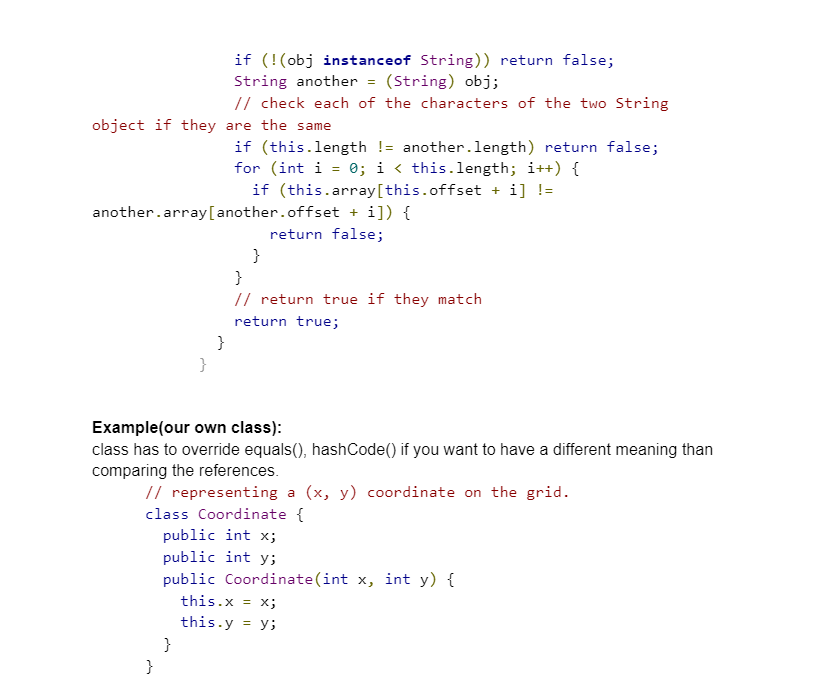 if (!(obj instanceof String)) return false;
String another = (String) obj;
// check each of the characters of the two String
object if they are the same
if (this.length != another.length) return false;
for (int i = 0; i < this.length; i++) {
if (this.array[this.offset + i] !=
another.array[another.offset + i]) {
return false;
}
}
// return true if they match
return true;
}
}
Example(our own class):
class has to override equals(), hashCode() if you want to have a different meaning than
comparing the references.
// representing a (x, y) coordinate on the grid.
class Coordinate {
public int x;
public int y;
public Coordinate(int x, int y) {
this.x = x;
this.y = y;
}
}